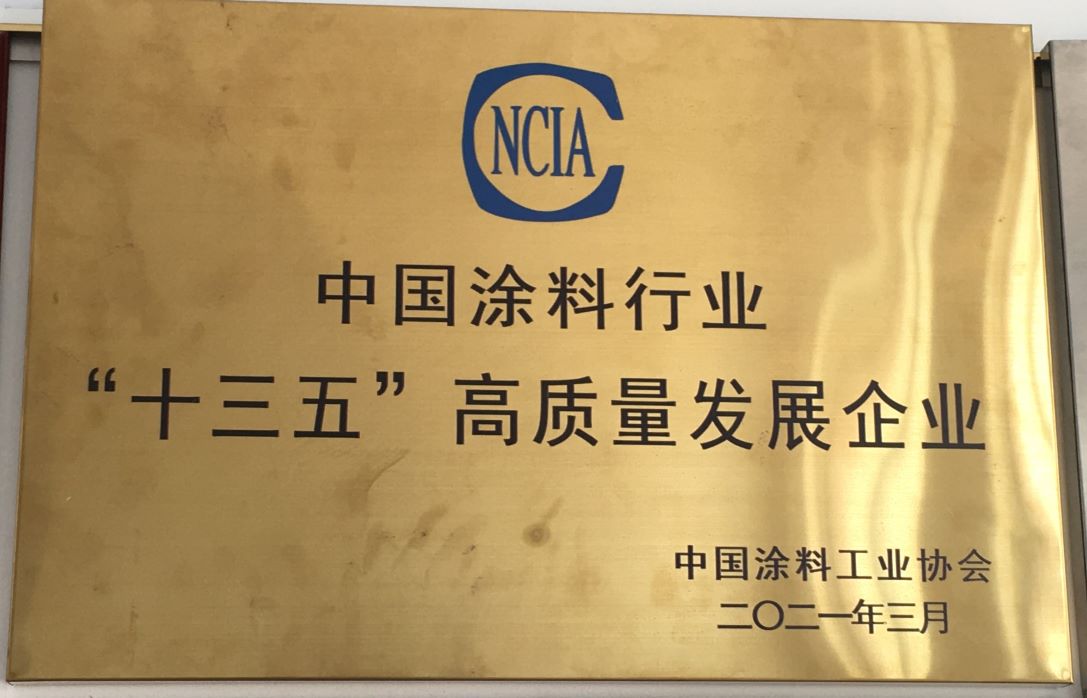 NCIA
中国涂料行业
“十三五”高质量发展企业
中国涂料工业协会
二〇二一年三月